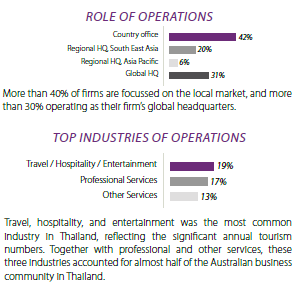 ROLE OF OPERATIONS
Country office 42%
Regional HQ, South East Asia 20%
Regional HQ, Asia Pacific 6%
Global HQ 31%
More than 40% of firms are focussed on the local market, and more
than 30% operating as their firm's global headquarters.
TOP INDUSTRIES OF OPERATIONS
Travel / Hospitality / Entertainment 19%
Professional Services 17%
Other Services 13%
Travel, hospitality, and entertainment was the most common
industry in Thailand, reflecting the significant annual tourism
numbers. Together with professional and other services, these
three industries accounted for almost half of the Australian business
community in Thailand.